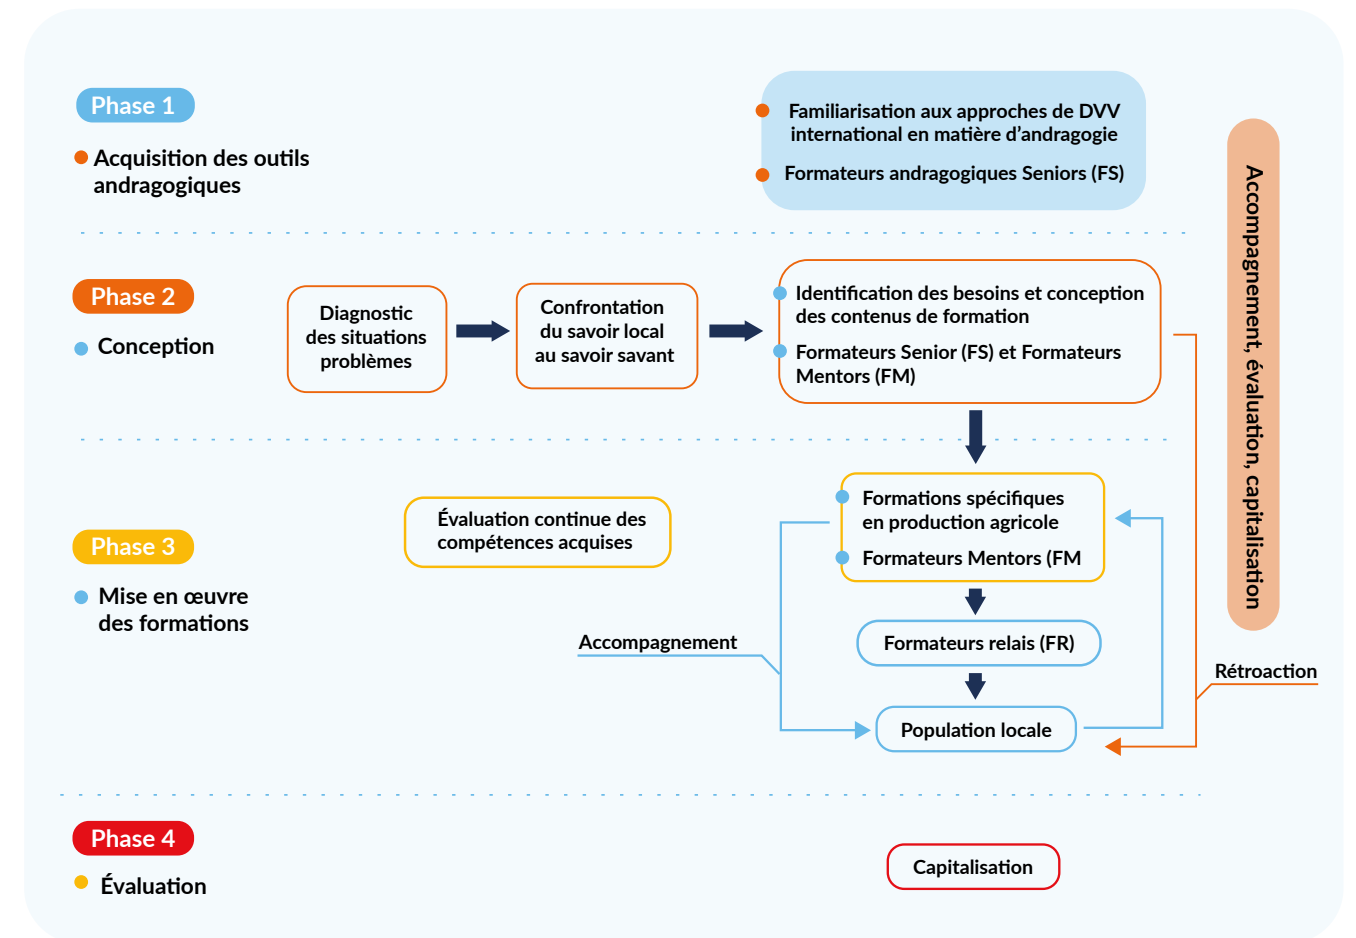 Phase 1
Acquisition des outils
andragogiques
Familiarisation aux approches de DVV
international en matière d’andragogie
Formateurs andragogiques Seniors (FS)
Accompagnement, évaluation, capitalisation
Phase 2
Conception
Diagnostic
des situations
problèmes
Confrontation
du savoir local
au savoir savant
Identification des besoins et conception
des contenus de formation
Formateurs Senior (FS) et Formateurs
Mentors (FM)
Phase 3
Mise en œuvre
des formations
Évaluation continue des
compétences acquises
Formations spécifiques
en production agricole
Formateurs Mentors (FM
Accompagnement
Formateurs relais (FR)
Rétroaction
Population locale
Phase 4
Évaluation
Capitalisation